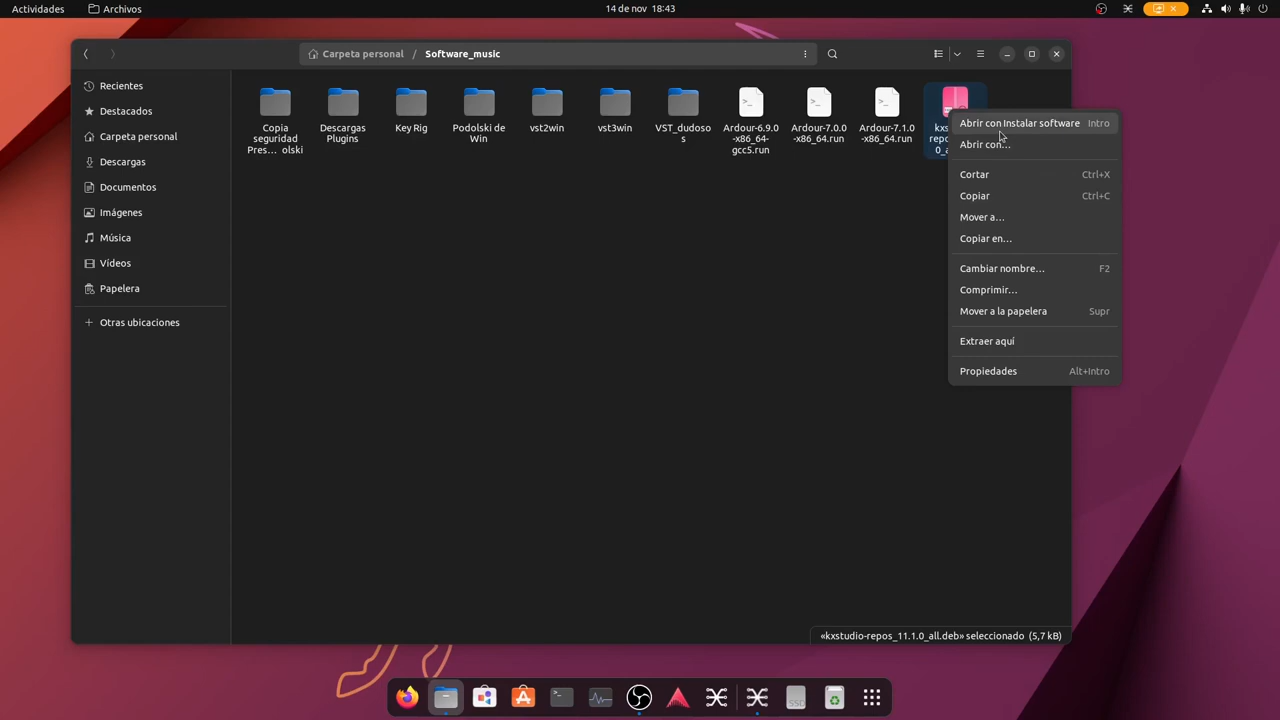 Actividades
Archivos
14 de nov 18:43
Carpeta personal / Software_music
Recientes
Destacados
Carpeta personal
Descargas
Documentos
Imágenes
Música
Vídeos
Papelera
+ Otras ubicaciones
Copia
seguridad
Pres… olski
Descargas
Plugins
Key Rig
Podolski de
Win
vst2win
vst3win
VST_dudoso
s
Ardour-6.9.0
-x86_64-
gcc5.run
Ardour-7.0.0
-x86_64.run
Ardour-7.1.0
-x86_64.run
Abrir con Instalar software Intro
Abrir con…
Cortar Ctrl+X
Copiar Ctrl+C
Mover a…
Copiar en…
Cambiar nombre… F2
Comprimir…
Mover a la papelera Supr
Extraer aquí
Propiedades Alt+Intro
«kxstudio-repos_11.1.0_all.deb» seleccionado (5,7 kB)
SSD